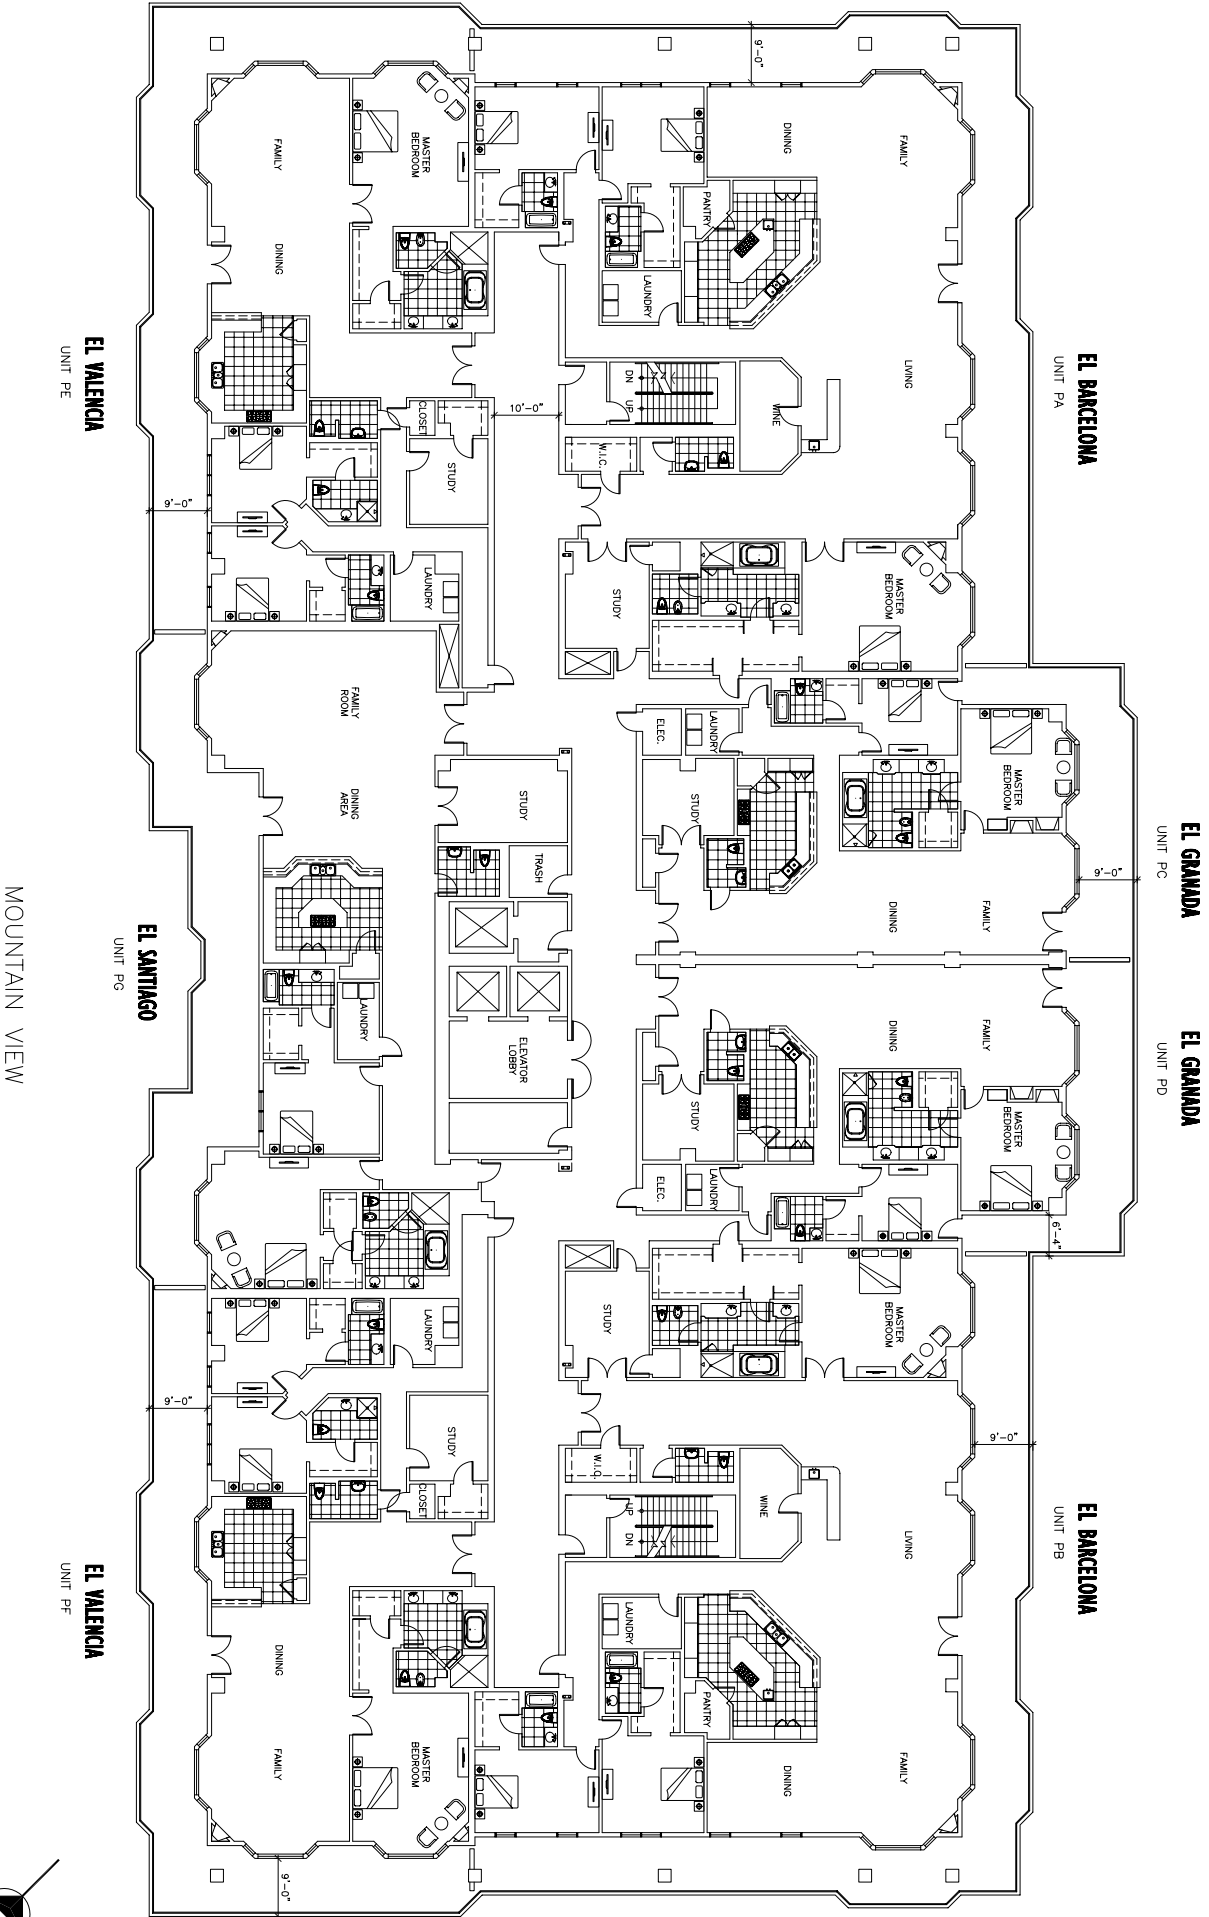 EL GRANADA
UNIT PC
EL GRANADA
UNIT PD
EL BARCELONA
UNIT PA
EL BARCELONA
UNIT PB
9'-0"
6'-4"
9'-0"
9'-0"
FAMILY
DINING
LIVING
PANTRY
LAUNDRY
WINE
DN
UP
W.I.C.
MASTER
BEDROOM
STUDY
MASTER
BEDROOM
FAMILY
DINING
LAUNDRY
ELEC.
STUDY
FAMILY
DINING
MASTER
BEDROOM
STUDY
LAUNDRY
ELEC.
MASTER
BEDROOM
STUDY
LIVING
FAMILY
DINING
WINE
W.I.C.
UP
DN
LAUNDRY
PANTRY
10'-0"
MASTER
BEDROOM
FAMILY
DINING
CLOSET
STUDY
LAUNDRY
9'-0"
STUDY
TRASH
ELEVATOR
LOBBY
FAMILY
ROOM
DINING
AREA
LAUNDRY
LAUNDRY
STUDY
CLOSET
DINING
FAMILY
MASTER
BEDROOM
9'-0"
9'-0"
EL VALENCIA
UNIT PE
EL SANTIAGO
UNIT PG
EL VALENCIA
UNIT PF
MOUNTAIN VIEW